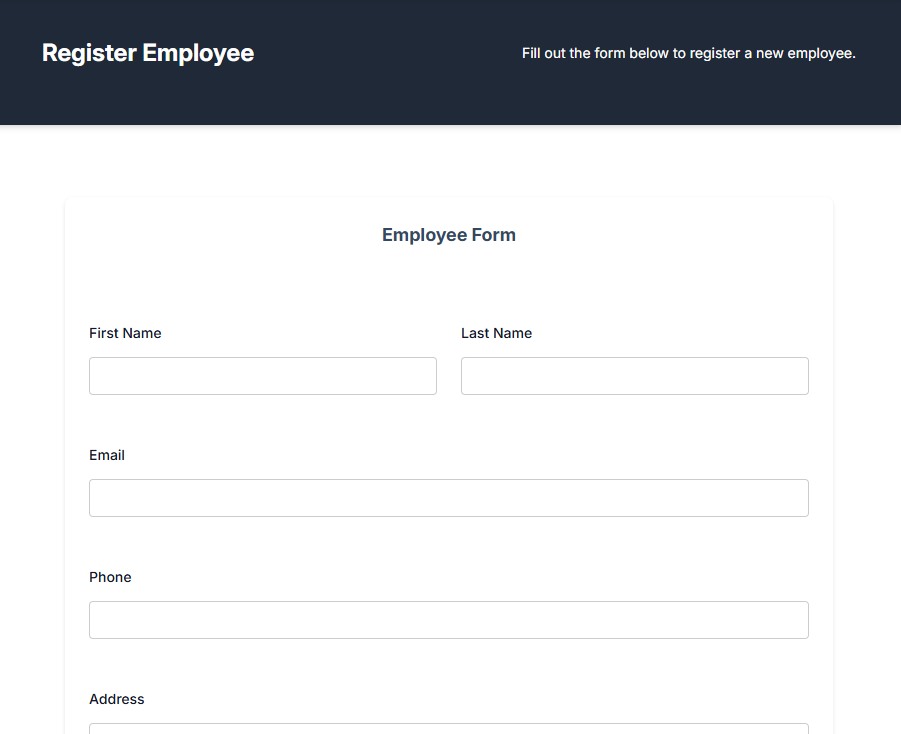 Register Employee
Fill out the form below to register a new employee.
Employee Form
First Name
Last Name
Email
Phone
Address